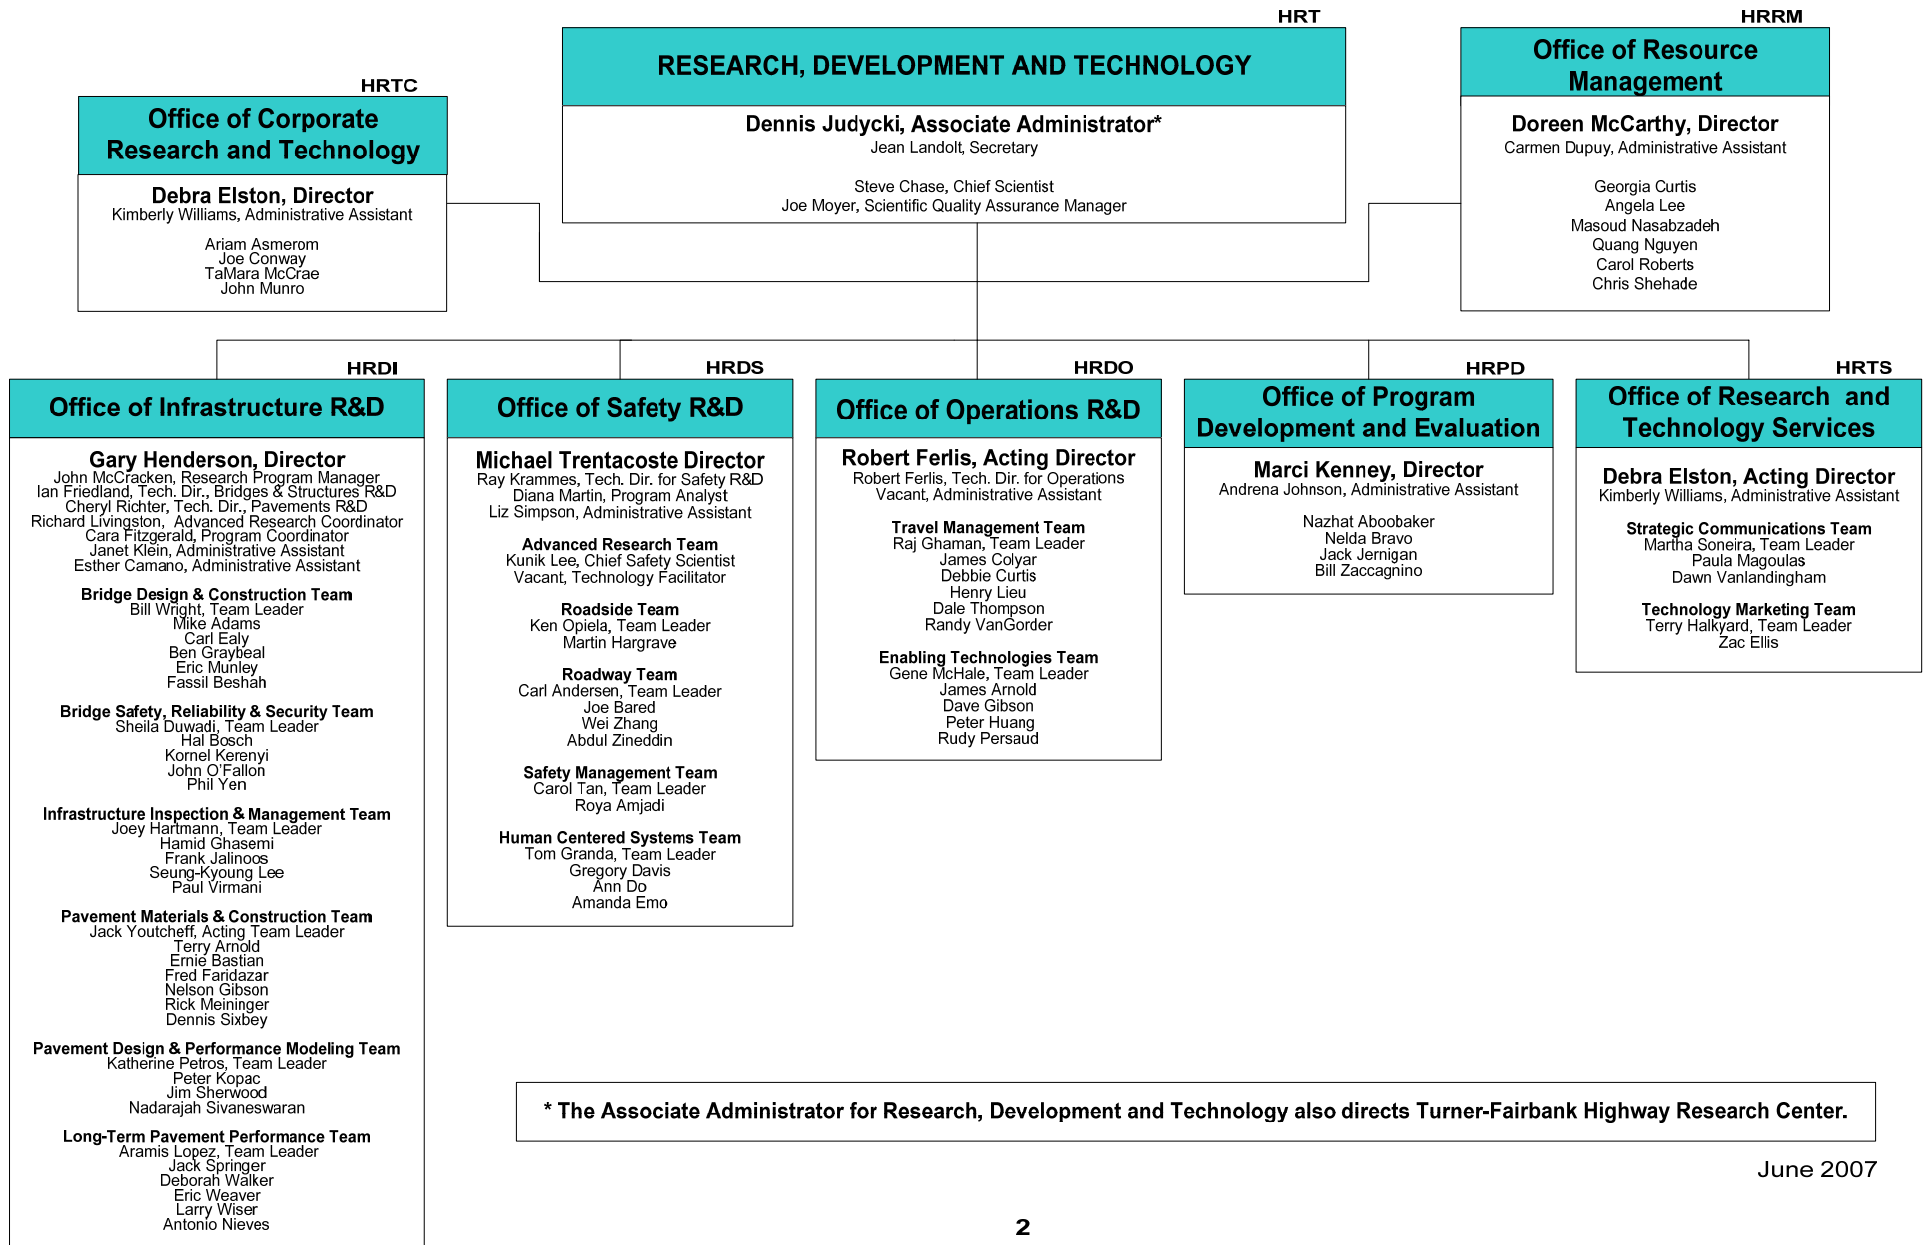 HRT
RESEARCH, DEVELOPMENT AND TECHNOLOGY
Dennis Judycki, Associate Administrator*
Jean Landolt, Secretary
Steve Chase, Chief Scientist
Joe Moyer, Scientific Quality Assurance Manager
HRRM
Office of Resource
Management
Doreen McCarthy, Director
Carmen Dupuy, Administrative Assistant
Georgia Curtis
Angela Lee
Masoud Nasabzadeh
Quang Nguyen
Carol Roberts
Chris Shehade
HRTC
Office of Corporate
Research and Technology
Debra Elston, Director
Kimberly Williams, Administrative Assistant
Ariam Asmerom
Joe Conway
TaMara McCrae
John Munro
HRDI
Office of Infrastructure R&D
Gary Henderson, Director
John McCracken, Research Program Manager
Ian Friedland, Tech. Dir., Bridges & Structures R&D
Cheryl Richter, Tech. Dir., Pavements R&D
Richard Livingston, Advanced Research Coordinator
Cara Fitzgerald, Program Coordinator
Janet Klein, Administrative Assistant
Esther Camano, Administrative Assistant
Bridge Design & Construction Team
Bill Wright, Team Leader
Mike Adams
Carl Ealy
Ben Graybeal
Eric Munley
Fassil Beshah
Bridge Safety, Reliability & Security Team
Sheila Duwadi, Team Leader
Hal Bosch
Kornel Kerenyi
John O'Fallon
Phil Yen
Infrastructure Inspection & Management Team
Joey Hartmann, Team Leader
Hamid Ghasemi
Frank Jalinoos
Seung-Kyoung Lee
Paul Virmani
Pavement Materials & Construction Team
Jack Youtcheff, Acting Team Leader
Terry Arnold
Ernie Bastian
Fred Faridazar
Nelson Gibson
Rick Meininger
Dennis Sixbey
Pavement Design & Performance Modeling Team
Katherine Petros, Team Leader
Peter Kopac
Jim Sherwood
Nadarajah Sivaneswaran
Long-Term Pavement Performance Team
Aramis Lopez, Team Leader
Jack Springer
Deborah Walker
Eric Weaver
Larry Wiser
Antonio Nieves
HRDS
Office of Safety R&D
Michael Trentacoste Director
Ray Krammes, Tech. Dir. for Safety R&D
Diana Martin, Program Analyst
Liz Simpson, Administrative Assistant
Advanced Research Team
Kunik Lee, Chief Safety Scientist
Vacant, Technology Facilitator
Roadside Team
Ken Opiela, Team Leader
Martin Hargrave
Roadway Team
Carl Andersen, Team Leader
Joe Bared
Wei Zhang
Abdul Zineddin
Safety Management Team
Carol Tan, Team Leader
Roya Amjadi
Human Centered Systems Team
Tom Granda, Team Leader
Gregory Davis
Ann Do
Amanda Emo
HRDO
Office of Operations R&D
Robert Ferlis, Acting Director
Robert Ferlis, Tech. Dir. for Operations
Vacant, Administrative Assistant
Travel Management Team
Raj Ghaman, Team Leader
James Colyar
Debbie Curtis
Henry Lieu
Dale Thompson
Randy VanGorder
Enabling Technologies Team
Gene McHale, Team Leader
James Arnold
Dave Gibson
Peter Huang
Rudy Persaud
HRPD
Office of Program
Development and Evaluation
Marci Kenney, Director
Andrena Johnson, Administrative Assistant
Nazhat Aboobaker
Nelda Bravo
Jack Jernigan
Bill Zaccagnino
HRTS
Office of Research and
Technology Services
Debra Elston, Acting Director
Kimberly Williams, Administrative Assistant
Strategic Communications Team
Martha Soneira, Team Leader
Paula Magoulas
Dawn Vanlandingham
Technology Marketing Team
Terry Halkyard, Team Leader
Zac Ellis
* The Associate Administrator for Research, Development and Technology also directs Turner-Fairbank Highway Research Center.
June 2007
2